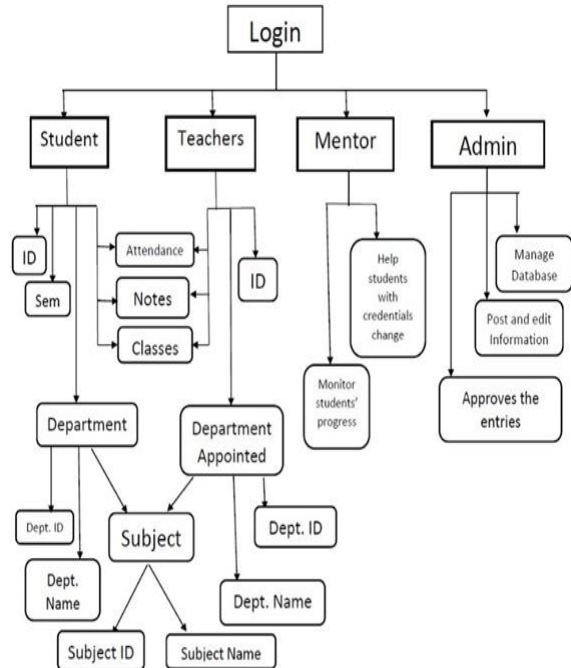 Login
Student
Teachers
Mentor
Admin
ID
Sem
Attendance
Notes
Classes
ID
Help
students
with
credentials
change
Manage
Database
Post and edit
Information
Monitor
students'
progress
Approves the
entries
Department
Department
Appointed
Dept. ID
Subject
Dept. ID
Dept.
Name
Dept. Name
Subject ID
Subject Name